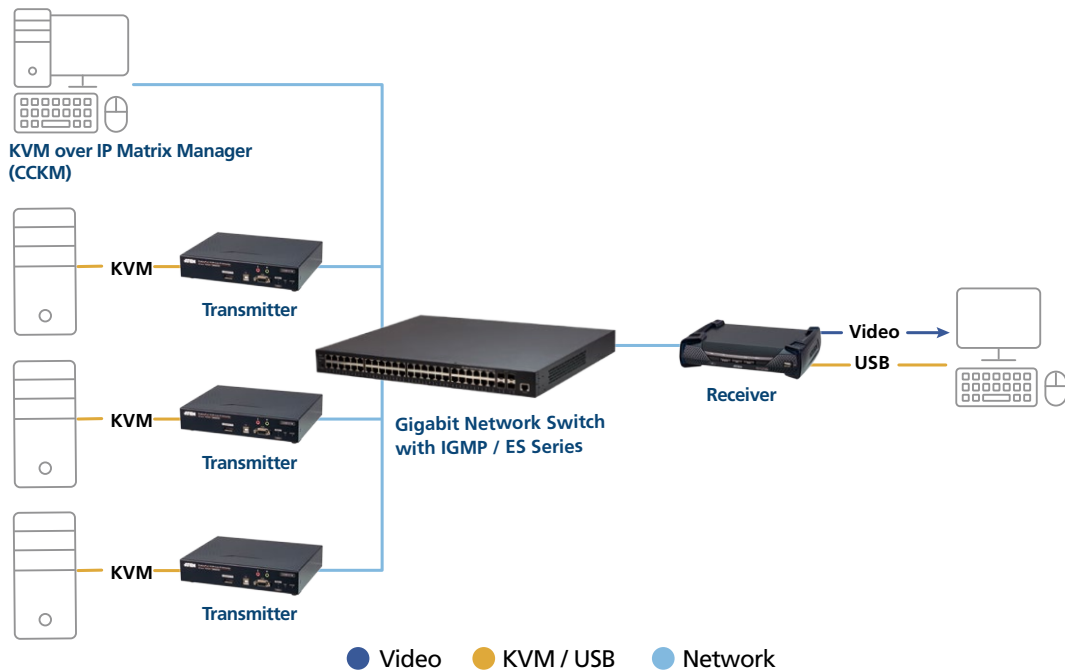 KVM over IP Matrix Manager
(CCKM)
KVM
Transmitter
KVM
Transmitter
KVM
Transmitter
Gigabit Network Switch
with IGMP / ES Series
Receiver
Video
USB
Video
KVM / USB
Network